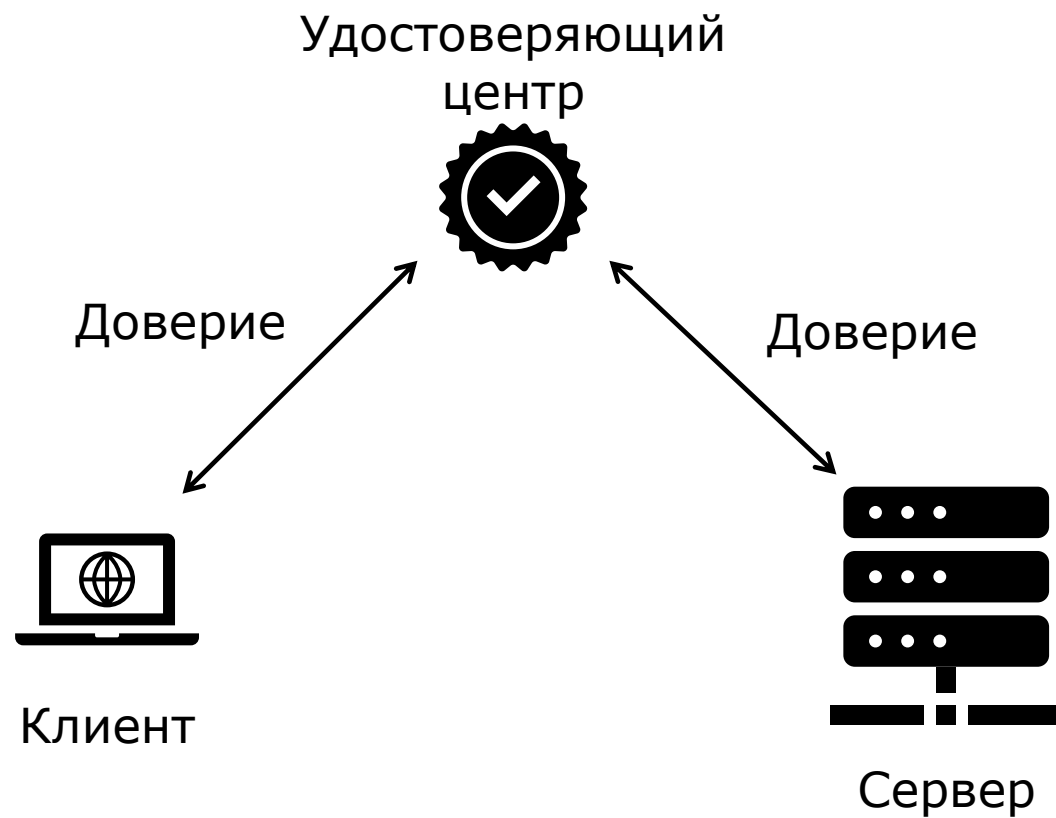 Удостоверяющий
центр
Доверие
Доверие
Клиент
Сервер